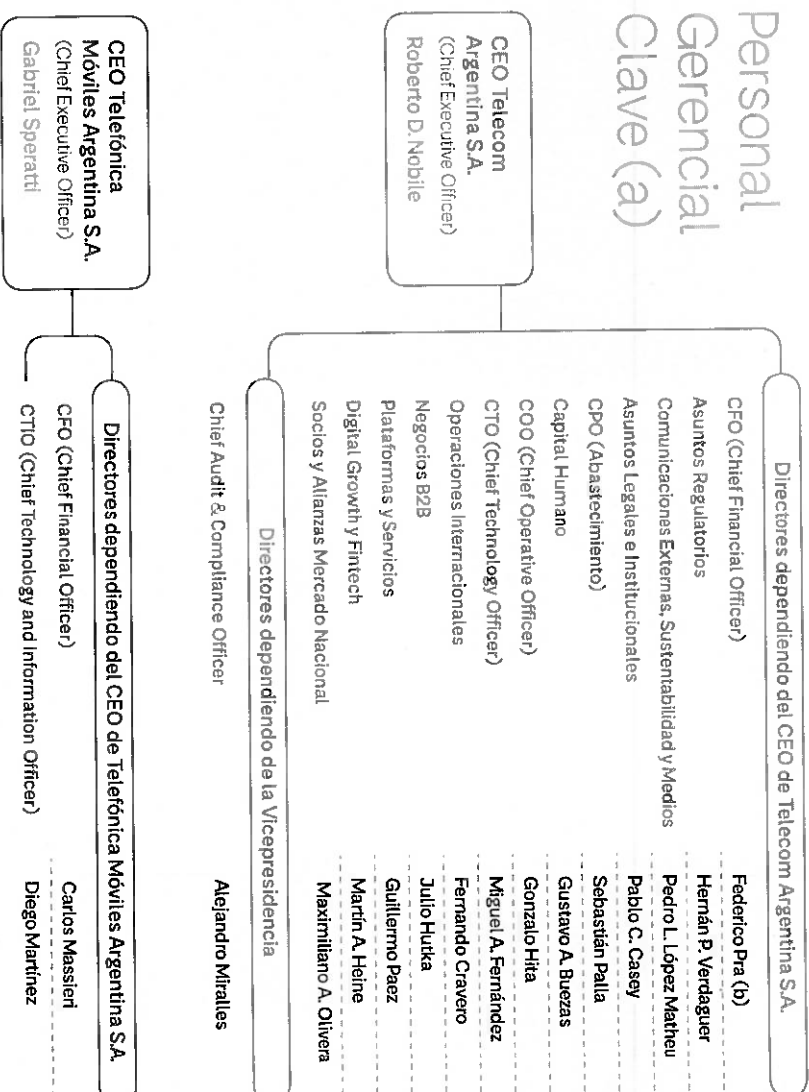 Personal
Gerencial
Clave (a)
CEO Telecom
Argentina S.A.
(Chief Executive Officer)
Roberto D. Nobile
Directores dependiendo del CEO de Telecom Argentina S.A.
CFO (Chief Financial Officer) Federico Pra (b)
Asuntos Regulatorios Hernán P. Verdaguer
Comunicaciones Externas, Sustentabilidad y Medios Pedro L. López Matheu
Asuntos Legales e Institucionales Pablo C. Casey
CPO (Abastecimiento) Sebastián Palla
Capital Humano Gustavo A. Buezas
COO (Chief Operative Officer) Gonzalo Hita
CTO (Chief Technology Officer) Miguel A. Fernández
Operaciones Internacionales Fernando Cravero
Negocios B2B Julio Hutka
Plataformas y Servicios Guillermo Paez
Digital Growth y Fintech Martín A. Heine
Socios y Alianzas Mercado Nacional Maximiliano A. Olivera
Directores dependiendo de la Vicepresidencia
Chief Audit & Compliance Officer Alejandro Miralles
CEO Telefónica
Móviles Argentina S.A.
(Chief Executive Officer)
Gabriel Speratti
Directores dependiendo del CEO de Telefónica Móviles Argentina S.A.
CFO (Chief Financial Officer) Carlos Massieri
CTIO (Chief Technology and Information Officer) Diego Martínez